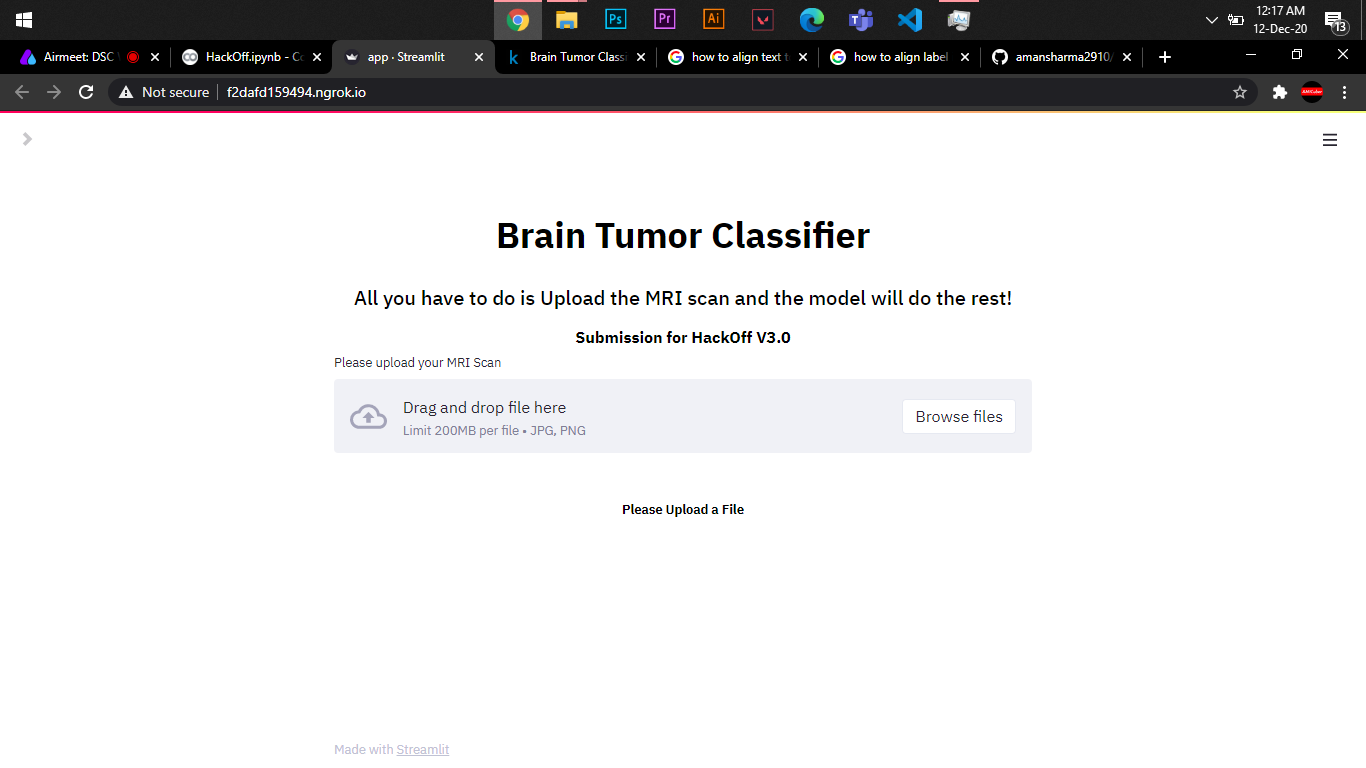 Ps Pr Ai
12:17 AM
12-Dec-20
13
Airmeet: DSC
HackOff.ipynb - Co
app · Streamlit
Brain Tumor Class
how to align text t
how to align label
amansharma2910/
Not secure
f2dafd159494.ngrok.io
Brain Tumor Classifier
All you have to do is Upload the MRI scan and the model will do the rest!
Submission for HackOff V3.0
Please upload your MRI Scan
Drag and drop file here
Limit 200MB per file • JPG, PNG
Browse files
Please Upload a File
Made with Streamlit